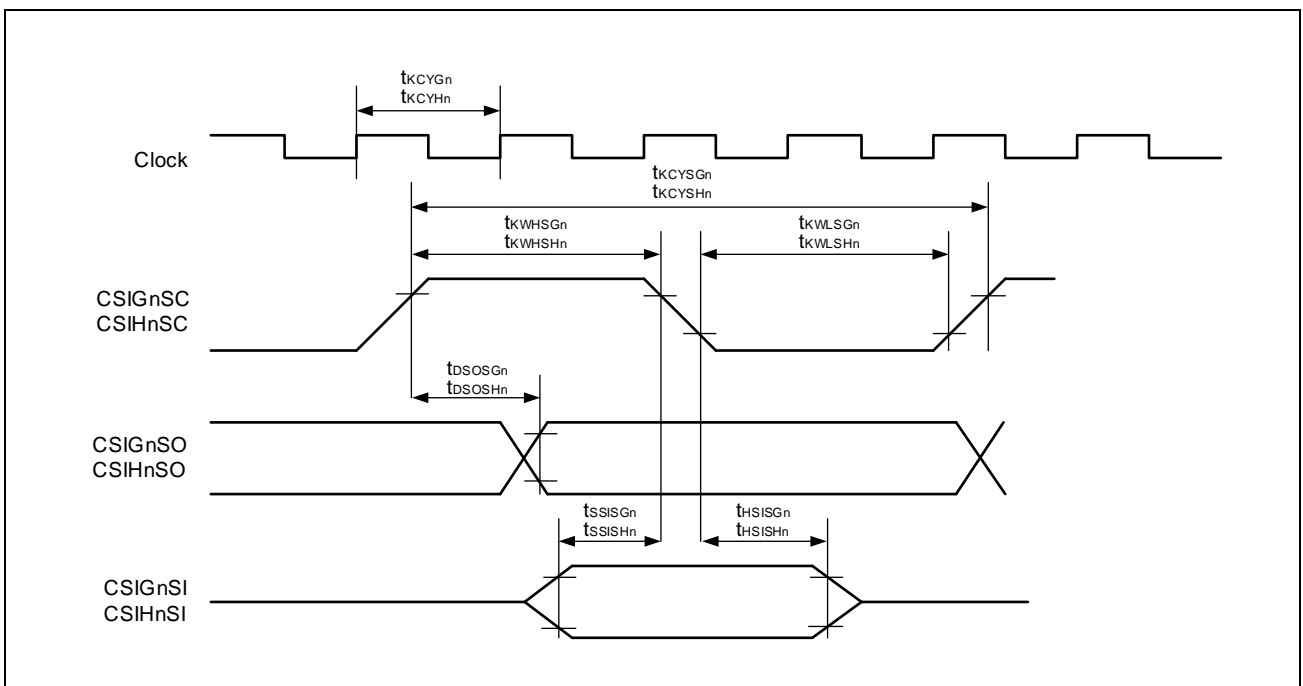 tKCYGn
tKCYHn
Clock
tKCYSGn
tKCYSHn
tKWHSGn
tKWHSHn
tKWLSGn
tKWLSHn
CSIGnSC
CSIHnSC
tDSOSGn
tDSOSHn
CSIGnSO
CSIHnSO
tSSISGn
tSSISHn
tHSISGn
tHSISHn
CSIGnSI
CSIHnSI